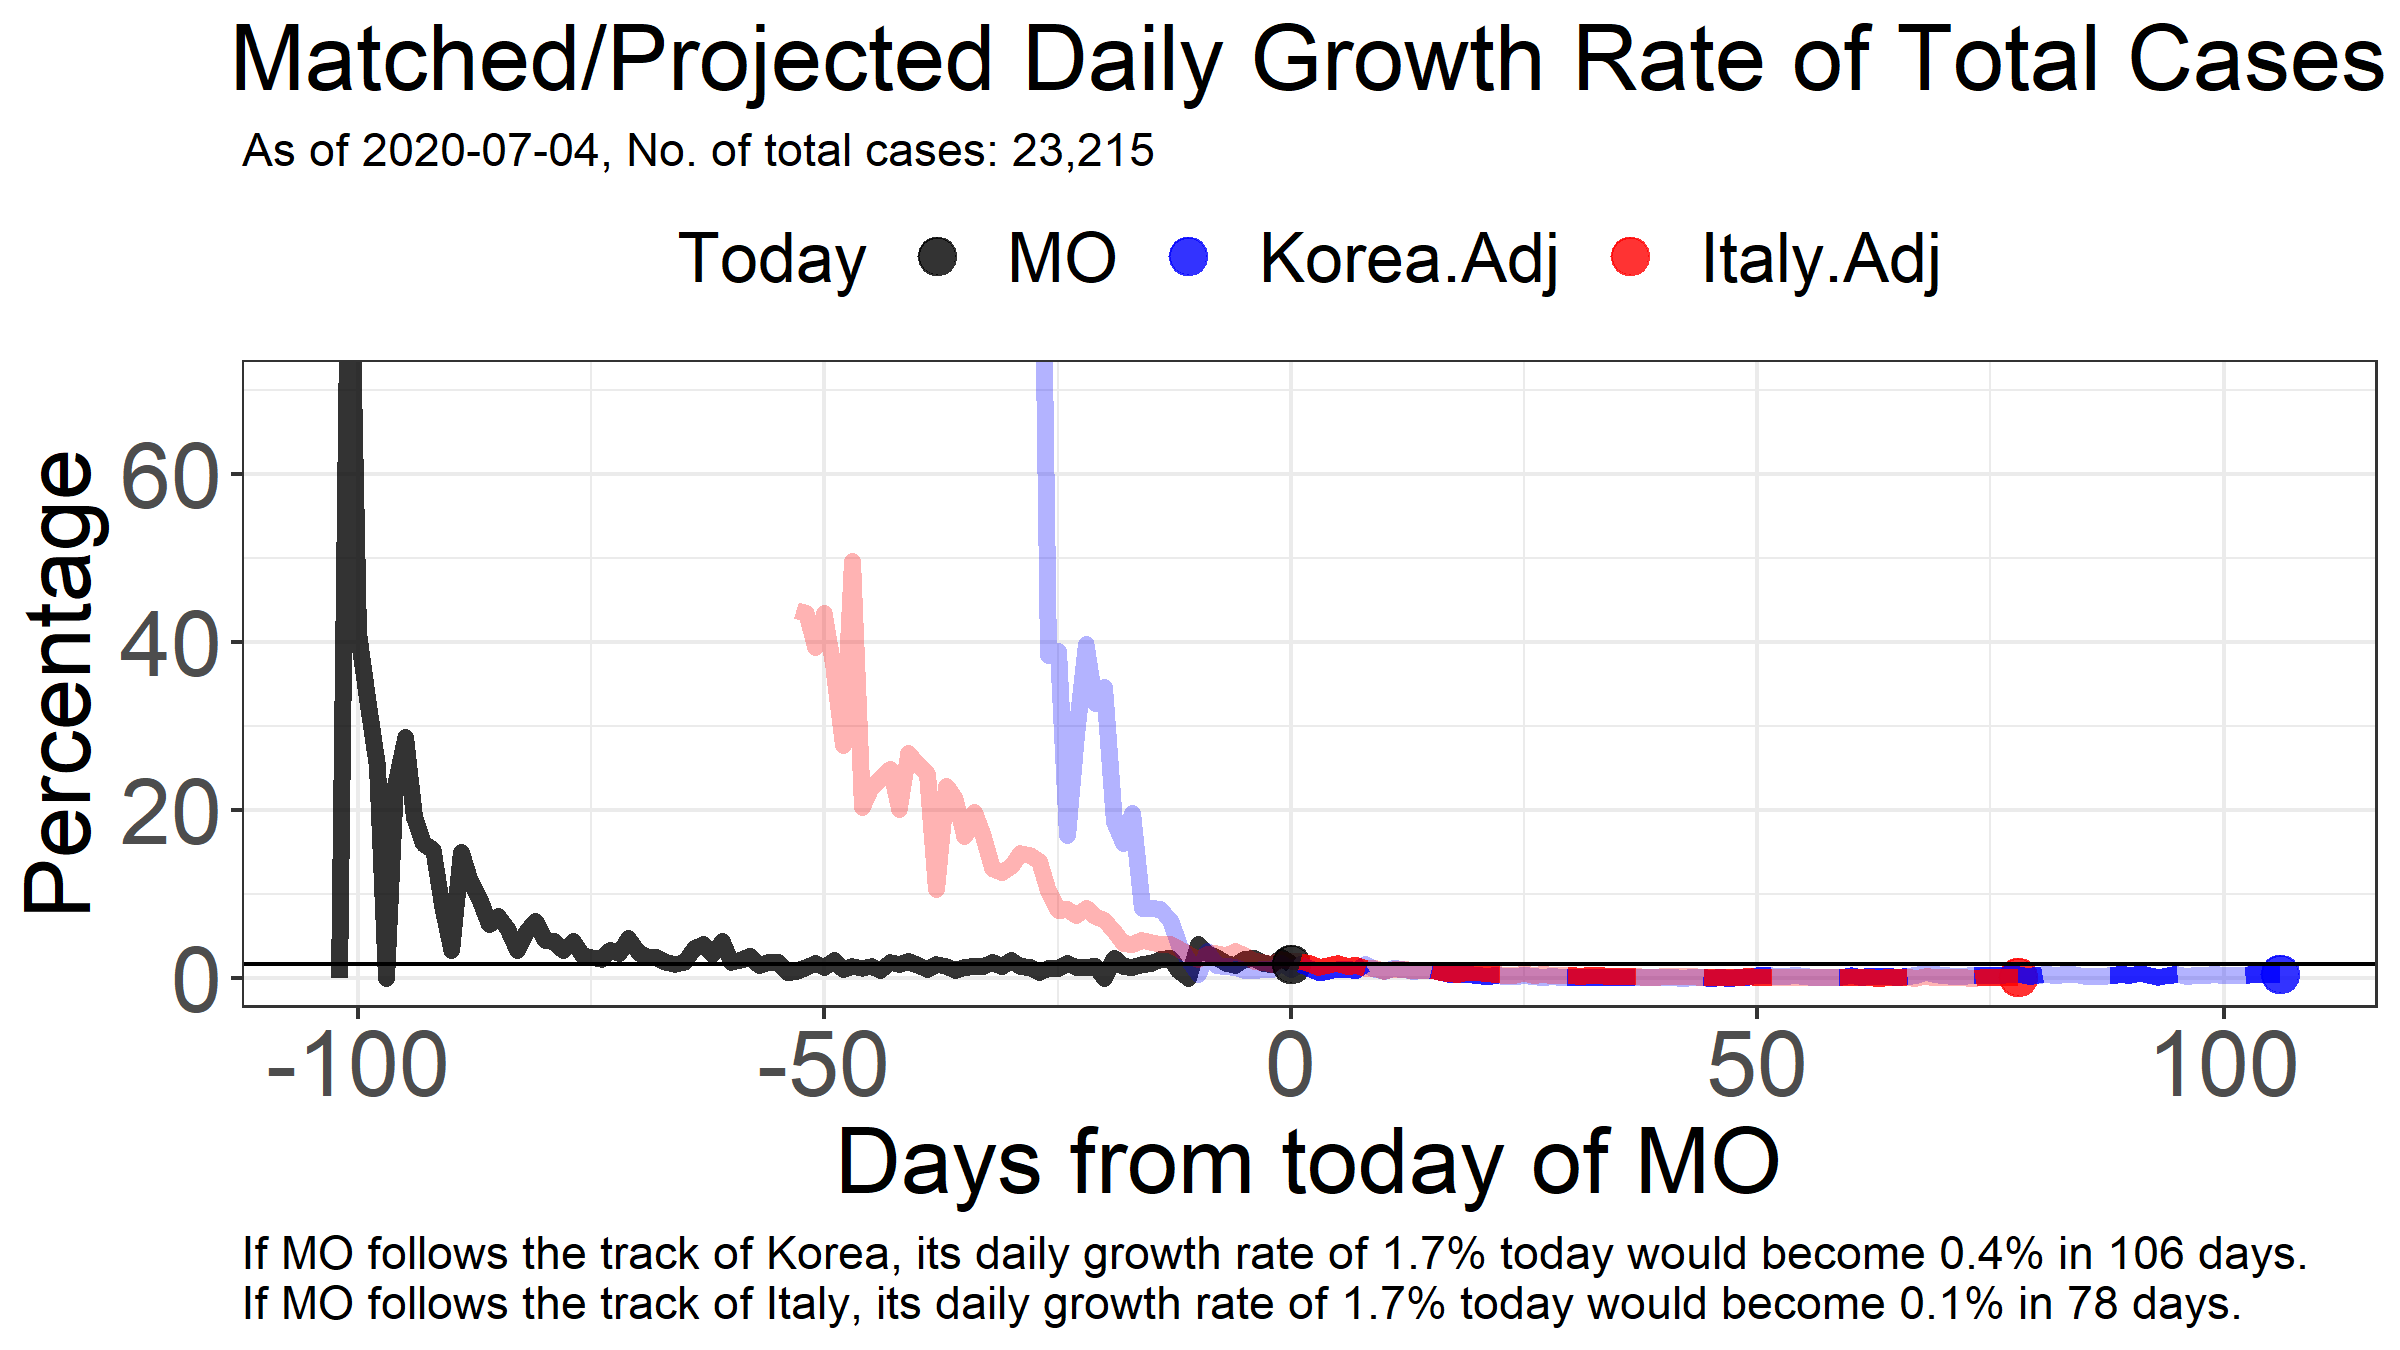 Matched/Projected Daily Growth Rate of Total Cases
As of 2020-07-04, No. of total cases: 23,215
Today MO Korea.Adj Italy.Adj
Percentage
60
40
20
0
-100 -50 0 50 100
Days from today of MO
If MO follows the track of Korea, its daily growth rate of 1.7% today would become 0.4% in 106 days.
If MO follows the track of Italy, its daily growth rate of 1.7% today would become 0.1% in 78 days.